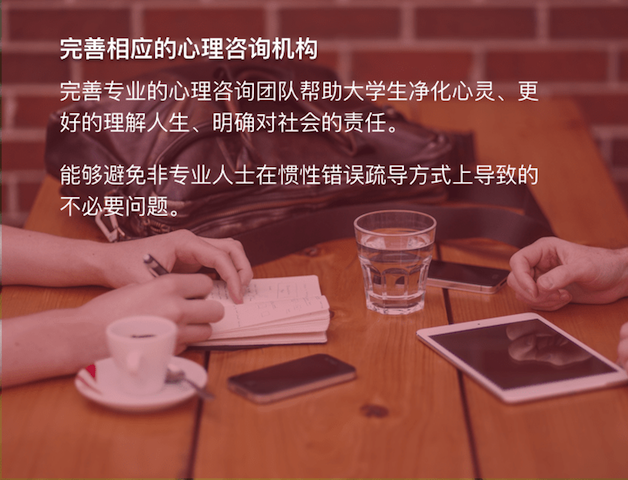 完善相应的心理咨询机构
完善专业的心理咨询团队帮助大学生净化心灵、更
好的理解人生、明确对社会的责任。
能够避免非专业人士在惯性错误疏导方式上导致的
不必要问题。